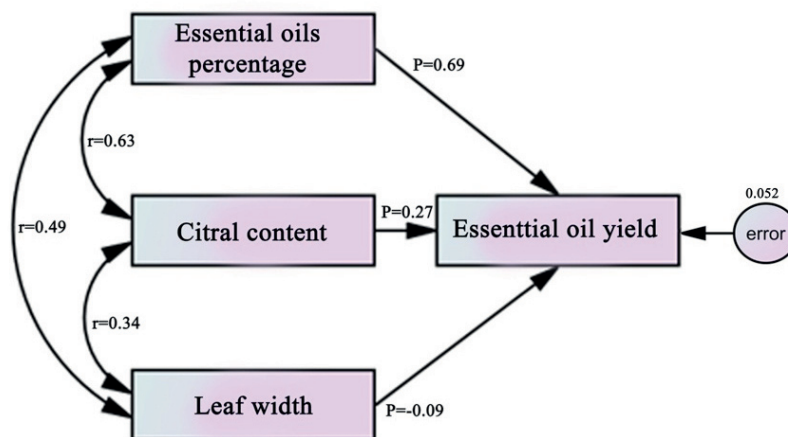 Essential oils
percentage
P=0.69
r=0.63
0.052
P=0.27
Citral content
Essenttial oil yield
error
r=0.49
r=0.34
Leaf width
P=-0.09